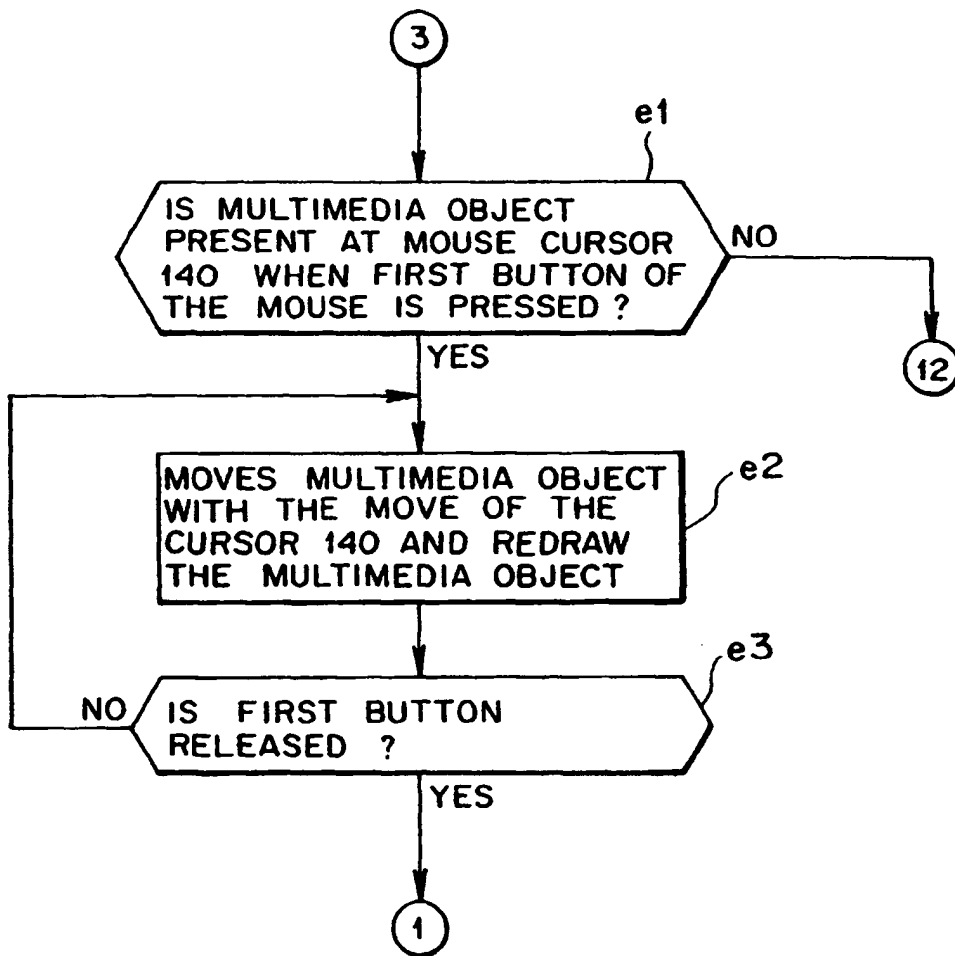 3
e1
IS MULTIMEDIA OBJECT
PRESENT AT MOUSE CURSOR
140 WHEN FIRST BUTTON OF
THE MOUSE IS PRESSED ?
NO
12
YES
e2
MOVES MULTIMEDIA OBJECT
WITH THE MOVE OF THE
CURSOR 140 AND REDRAW
THE MULTIMEDIA OBJECT
e3
NO
IS FIRST BUTTON
RELEASED ?
YES
1